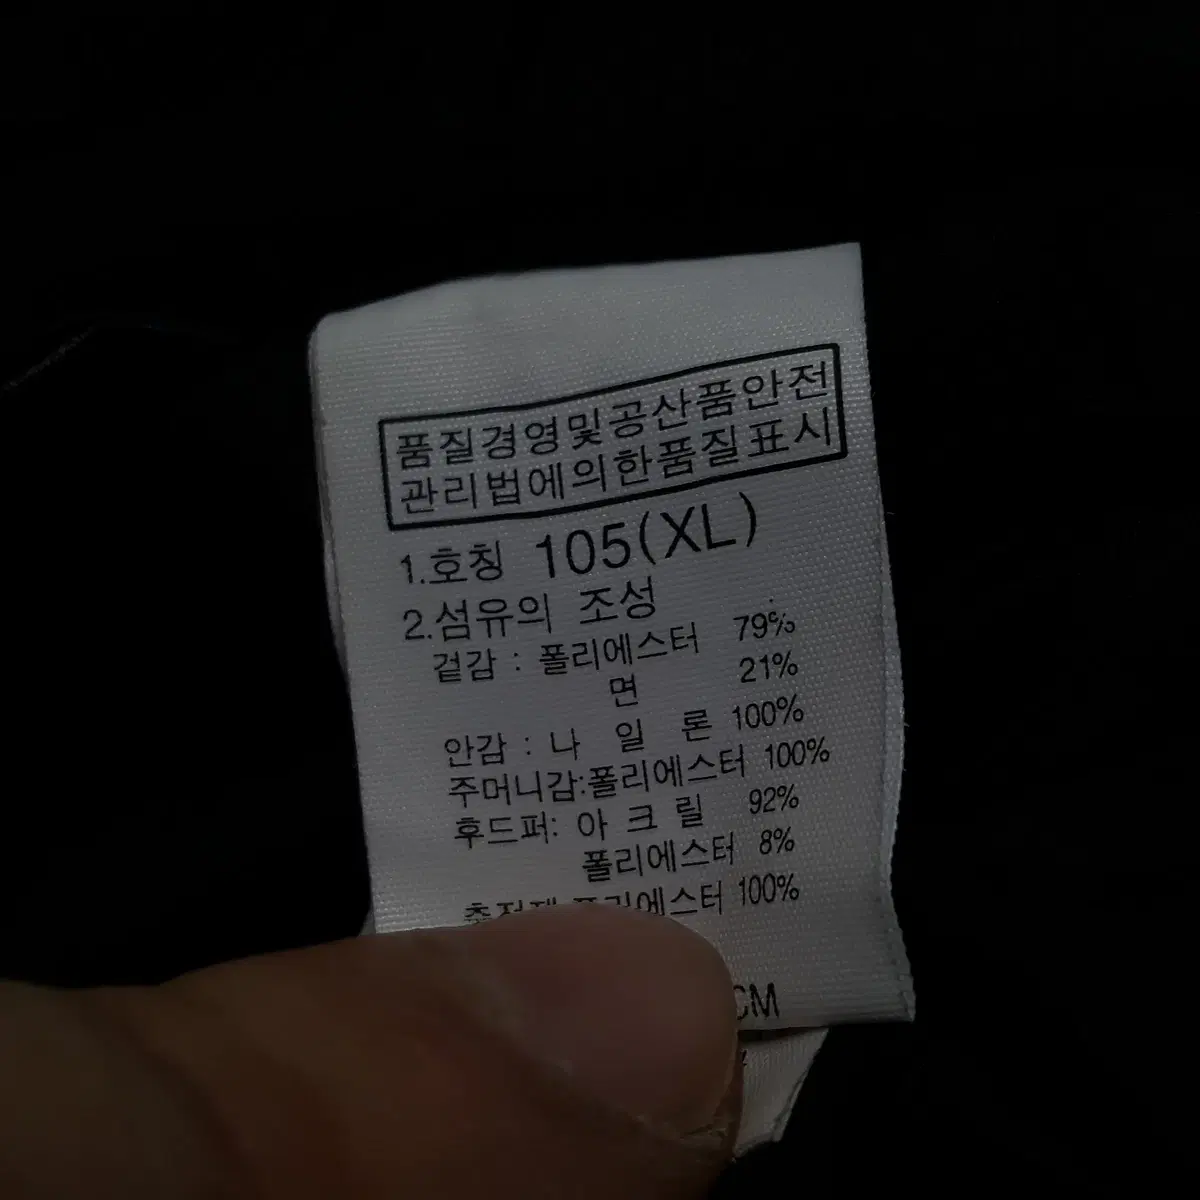 품질경영및공산품안전
관리법에의한품질표시
1.호칭 105(XL)
2.섬유의 조성
겉감 : 폴리에스터 79%
면 21%
안감 : 나 일 론 100%
주머니감:폴리에스터 100%
후드퍼: 아 크 릴 92%
폴리에스터 8%
충전재 폴리에스터 100%
CM